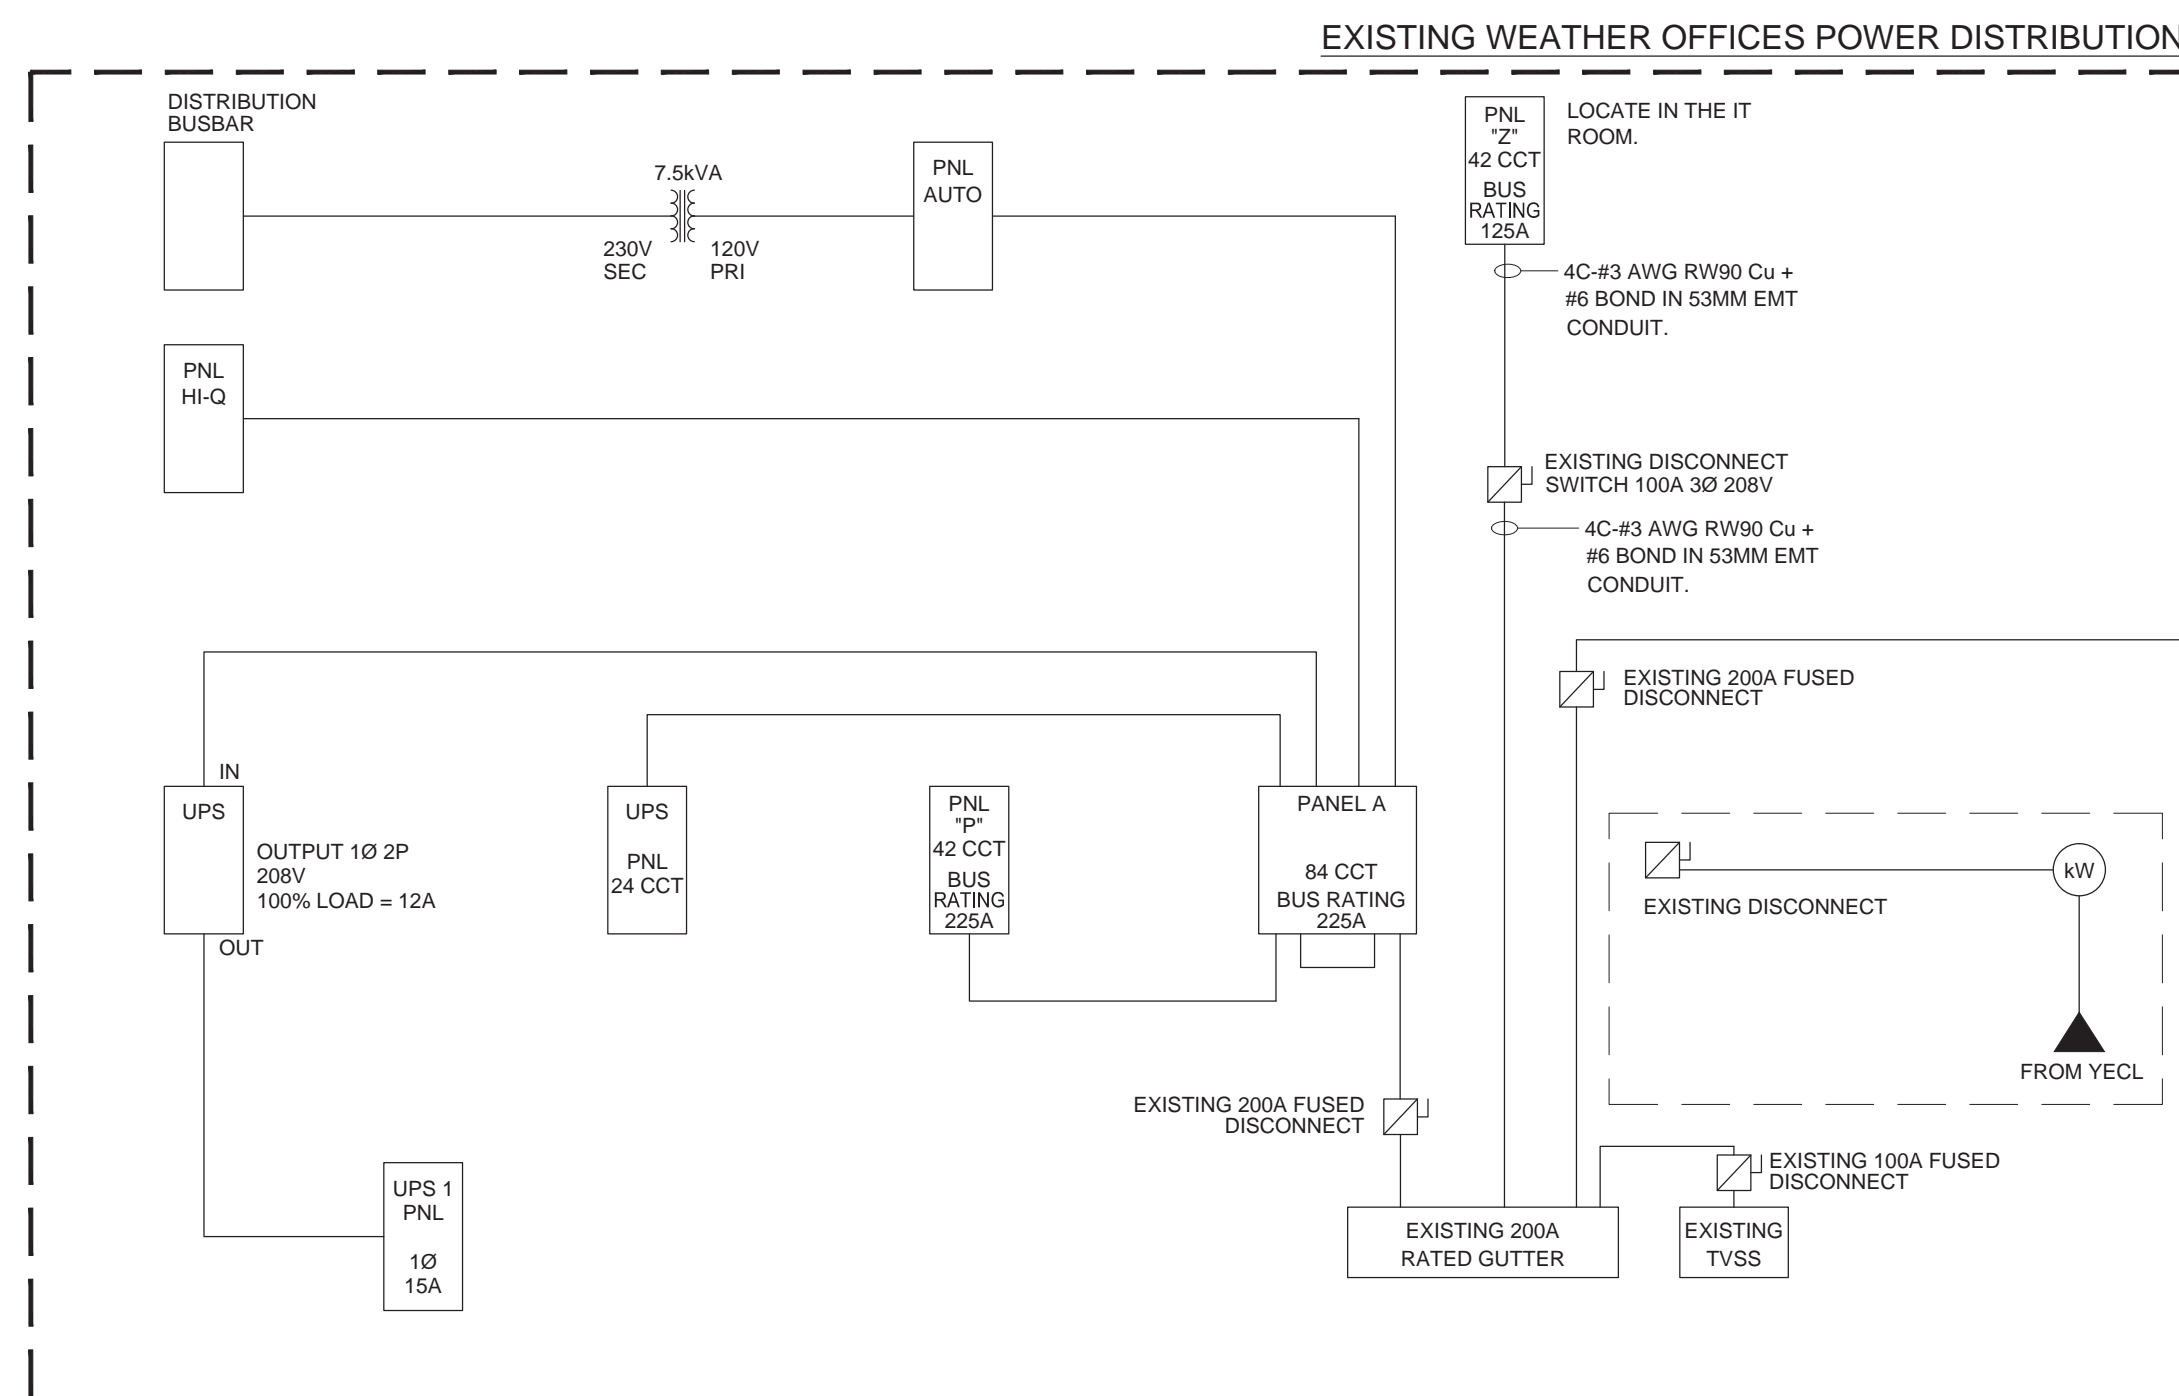 EXISTING WEATHER OFFICES POWER DISTRIBUTION
DISTRIBUTION
BUSBAR
7.5kVA
230V
SEC
120V
PRI
PNL
AUTO
PNL
"Z"
42 CCT
BUS
RATING
125A
LOCATE IN THE IT
ROOM.
4C-#3 AWG RW90 Cu +
#6 BOND IN 53MM EMT
CONDUIT.
PNL
HI-Q
EXISTING DISCONNECT
SWITCH 100A 3Ø 208V
4C-#3 AWG RW90 Cu +
#6 BOND IN 53MM EMT
CONDUIT.
EXISTING 200A FUSED
DISCONNECT
IN
UPS
OUTPUT 1Ø 2P
208V
100% LOAD = 12A
OUT
UPS
PNL
24 CCT
PNL
"P"
42 CCT
BUS
RATING
225A
PANEL A
84 CCT
BUS RATING
225A
kW
EXISTING DISCONNECT
FROM YECL
EXISTING 200A FUSED
DISCONNECT
EXISTING 100A FUSED
DISCONNECT
UPS 1
PNL
1Ø
15A
EXISTING 200A
RATED GUTTER
EXISTING
TVSS